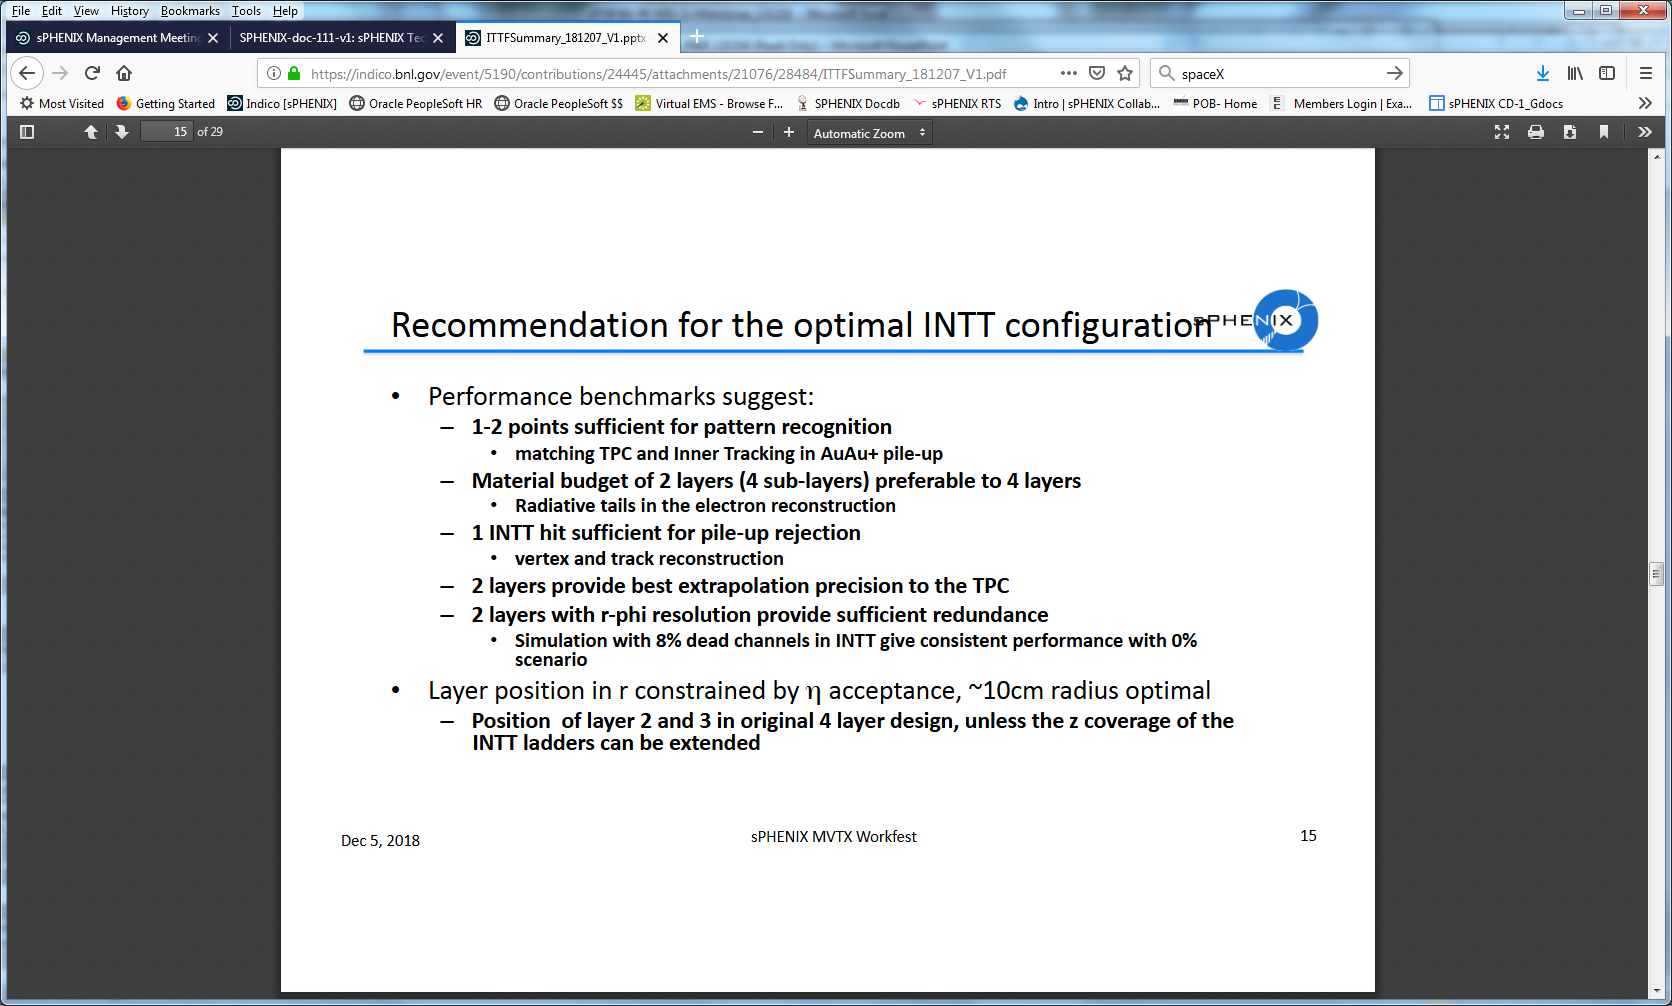 File Edit View History Bookmarks Tools Help
sPHENIX Management Meeting
SPHENIX-doc-111-v1: sPHENIX Tec
ITTFSummary_181207_V1.pptx
https://indico.bnl.gov/event/5190/contributions/24445/attachments/21076/28484/ITTFSummary_181207_V1.pdf
spaceX
Most Visited Getting Started Indico [sPHENIX] Oracle PeopleSoft HR Oracle PeopleSoft $$ Virtual EMS - Browse F... SPHENIX Docdb sPHENIX RTS Intro | sPHENIX Collab... POB- Home Members Login | Exa... sPHENIX CD-1_Gdocs
15 of 29
Automatic Zoom
Recommendation for the optimal INTT configuration
sPHENIX
• Performance benchmarks suggest:
– 1-2 points sufficient for pattern recognition
• matching TPC and Inner Tracking in AuAu+ pile-up
– Material budget of 2 layers (4 sub-layers) preferable to 4 layers
• Radiative tails in the electron reconstruction
– 1 INTT hit sufficient for pile-up rejection
• vertex and track reconstruction
– 2 layers provide best extrapolation precision to the TPC
– 2 layers with r-phi resolution provide sufficient redundance
• Simulation with 8% dead channels in INTT give consistent performance with 0%
scenario
• Layer position in r constrained by η acceptance, ~10cm radius optimal
– Position of layer 2 and 3 in original 4 layer design, unless the z coverage of the
INTT ladders can be extended
Dec 5, 2018
sPHENIX MVTX Workfest
15